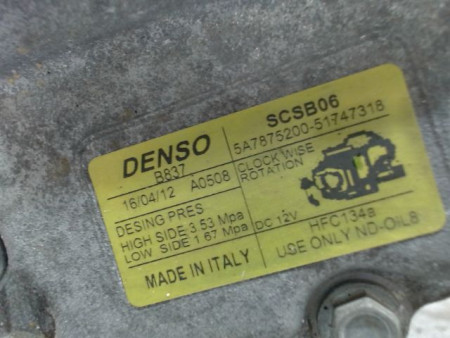 DENSO
B837
16/04/12 A0508
DESING PRES
HIGH SIDE 3.53 Mpa
LOW SIDE 1.67 Mpa
MADE IN ITALY
SCSB06
5A7875200-51747318
CLOCKWISE
ROTATION
DC 12V
HFC134a
USE ONLY ND-OIL8